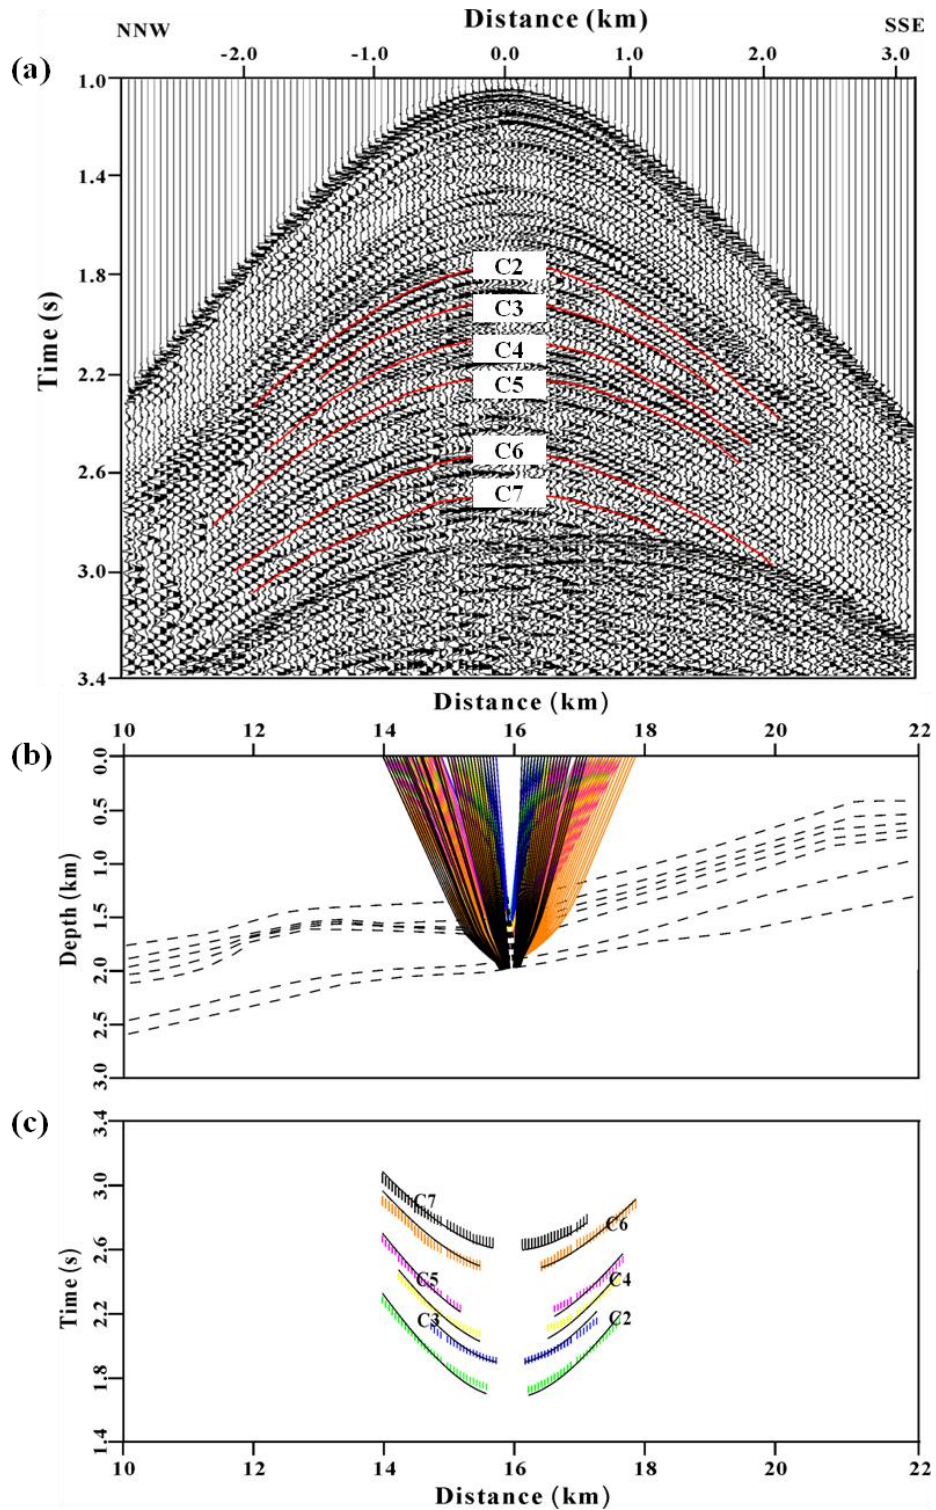 Distance (km)
NNW
SSE
-2.0 -1.0 0.0 1.0 2.0 3.0
(a)
1.0
1.4
1.8
2.2
2.6
3.0
3.4
Time (s)
C2
C3
C4
C5
C6
C7
Distance (km)
10 12 14 16 18 20 22
(b)
0.0
0.5
1.0
1.5
2.0
2.5
3.0
Depth (km)
(c)
3.4
3.0
2.6
2.2
1.8
1.4
Time (s)
C7
C6
C5
C4
C3
C2
10 12 14 16 18 20 22
Distance (km)